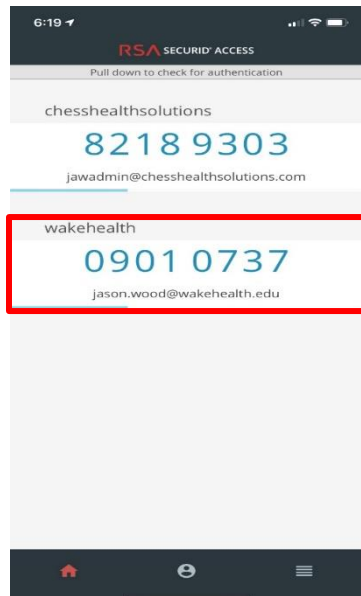 6:19
RSA SECURID® ACCESS
Pull down to check for authentication
chesshealthsolutions
8218 9303
jawadmin@chesshealthsolutions.com
wakehealth
0901 0737
jason.wood@wakehealth.edu